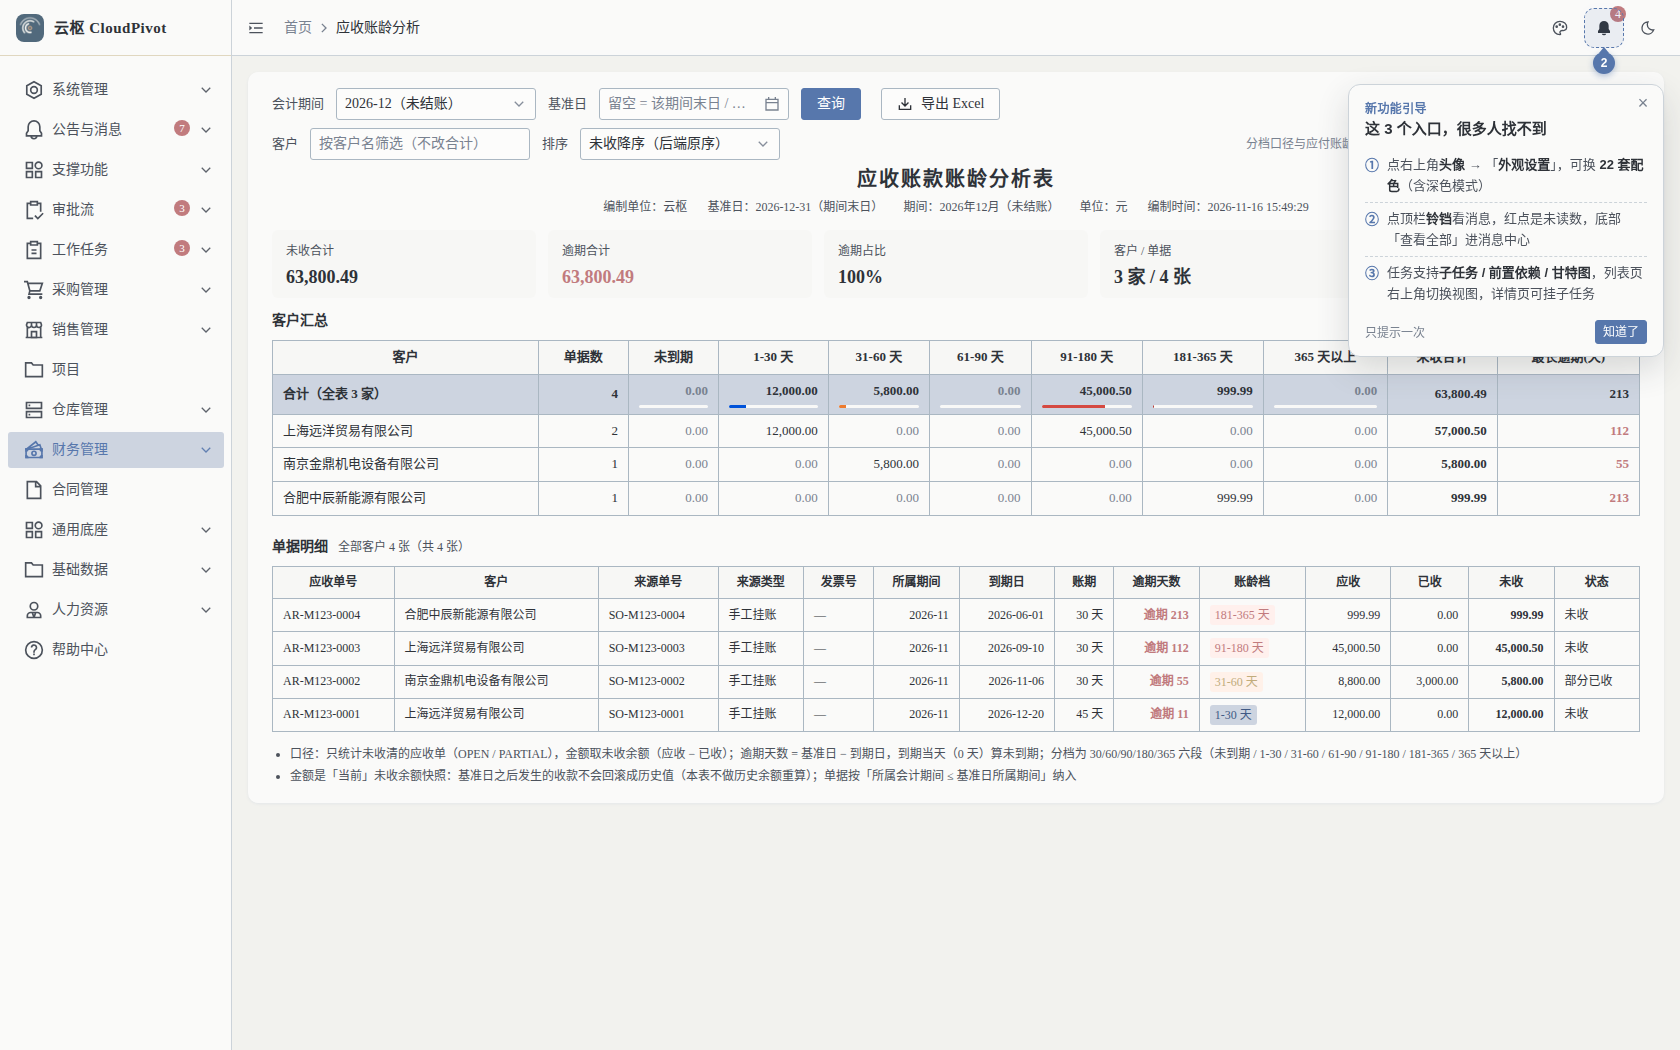 云枢 CloudPivot
首页 > 应收账龄分析
4
2
系统管理
公告与消息 7
支撑功能
审批流 3
工作任务 3
采购管理
销售管理
项目
仓库管理
财务管理
合同管理
通用底座
基础数据
人力资源
帮助中心
会计期间 2026-12（未结账） 基准日 留空 = 该期间末日 / … 查询 导出 Excel
客户 按客户名筛选（不改合计） 排序 未收降序（后端原序） 分档口径与应付账龄
应收账款账龄分析表
编制单位：云枢 基准日：2026-12-31（期间末日） 期间：2026年12月（未结账） 单位：元 编制时间：2026-11-16 15:49:29
未收合计 逾期合计 逾期占比 客户 / 单据
63,800.49 63,800.49 100% 3 家 / 4 张
新功能引导
×
这 3 个入口，很多人找不到
① 点右上角头像 → 「外观设置」，可换 22 套配
色（含深色模式）
② 点顶栏铃铛看消息，红点是未读数，底部
「查看全部」进消息中心
③ 任务支持子任务 / 前置依赖 / 甘特图，列表页
右上角切换视图，详情页可挂子任务
只提示一次 知道了
客户汇总
客户 单据数 未到期 1-30 天 31-60 天 61-90 天 91-180 天 181-365 天 365 天以上 未收合计 最长逾期(天)
合计（全表 3 家） 4 0.00 12,000.00 5,800.00 0.00 45,000.50 999.99 0.00 63,800.49 213
上海远洋贸易有限公司 2 0.00 12,000.00 0.00 0.00 45,000.50 0.00 0.00 57,000.50 112
南京金鼎机电设备有限公司 1 0.00 0.00 5,800.00 0.00 0.00 0.00 0.00 5,800.00 55
合肥中辰新能源有限公司 1 0.00 0.00 0.00 0.00 0.00 999.99 0.00 999.99 213
单据明细 全部客户 4 张（共 4 张）
应收单号 客户 来源单号 来源类型 发票号 所属期间 到期日 账期 逾期天数 账龄档 应收 已收 未收 状态
AR-M123-0004 合肥中辰新能源有限公司 SO-M123-0004 手工挂账 — 2026-11 2026-06-01 30 天 逾期 213 181-365 天 999.99 0.00 999.99 未收
AR-M123-0003 上海远洋贸易有限公司 SO-M123-0003 手工挂账 — 2026-11 2026-09-10 30 天 逾期 112 91-180 天 45,000.50 0.00 45,000.50 未收
AR-M123-0002 南京金鼎机电设备有限公司 SO-M123-0002 手工挂账 — 2026-11 2026-11-06 30 天 逾期 55 31-60 天 8,800.00 3,000.00 5,800.00 部分已收
AR-M123-0001 上海远洋贸易有限公司 SO-M123-0001 手工挂账 — 2026-11 2026-12-20 45 天 逾期 11 1-30 天 12,000.00 0.00 12,000.00 未收
• 口径：只统计未收清的应收单（OPEN / PARTIAL），金额取未收余额（应收 − 已收）；逾期天数 = 基准日 − 到期日，到期当天（0 天）算未到期；分档为 30/60/90/180/365 六段（未到期 / 1-30 / 31-60 / 61-90 / 91-180 / 181-365 / 365 天以上）
• 金额是「当前」未收余额快照：基准日之后发生的收款不会回滚成历史值（本表不做历史余额重算）；单据按「所属会计期间 ≤ 基准日所属期间」纳入